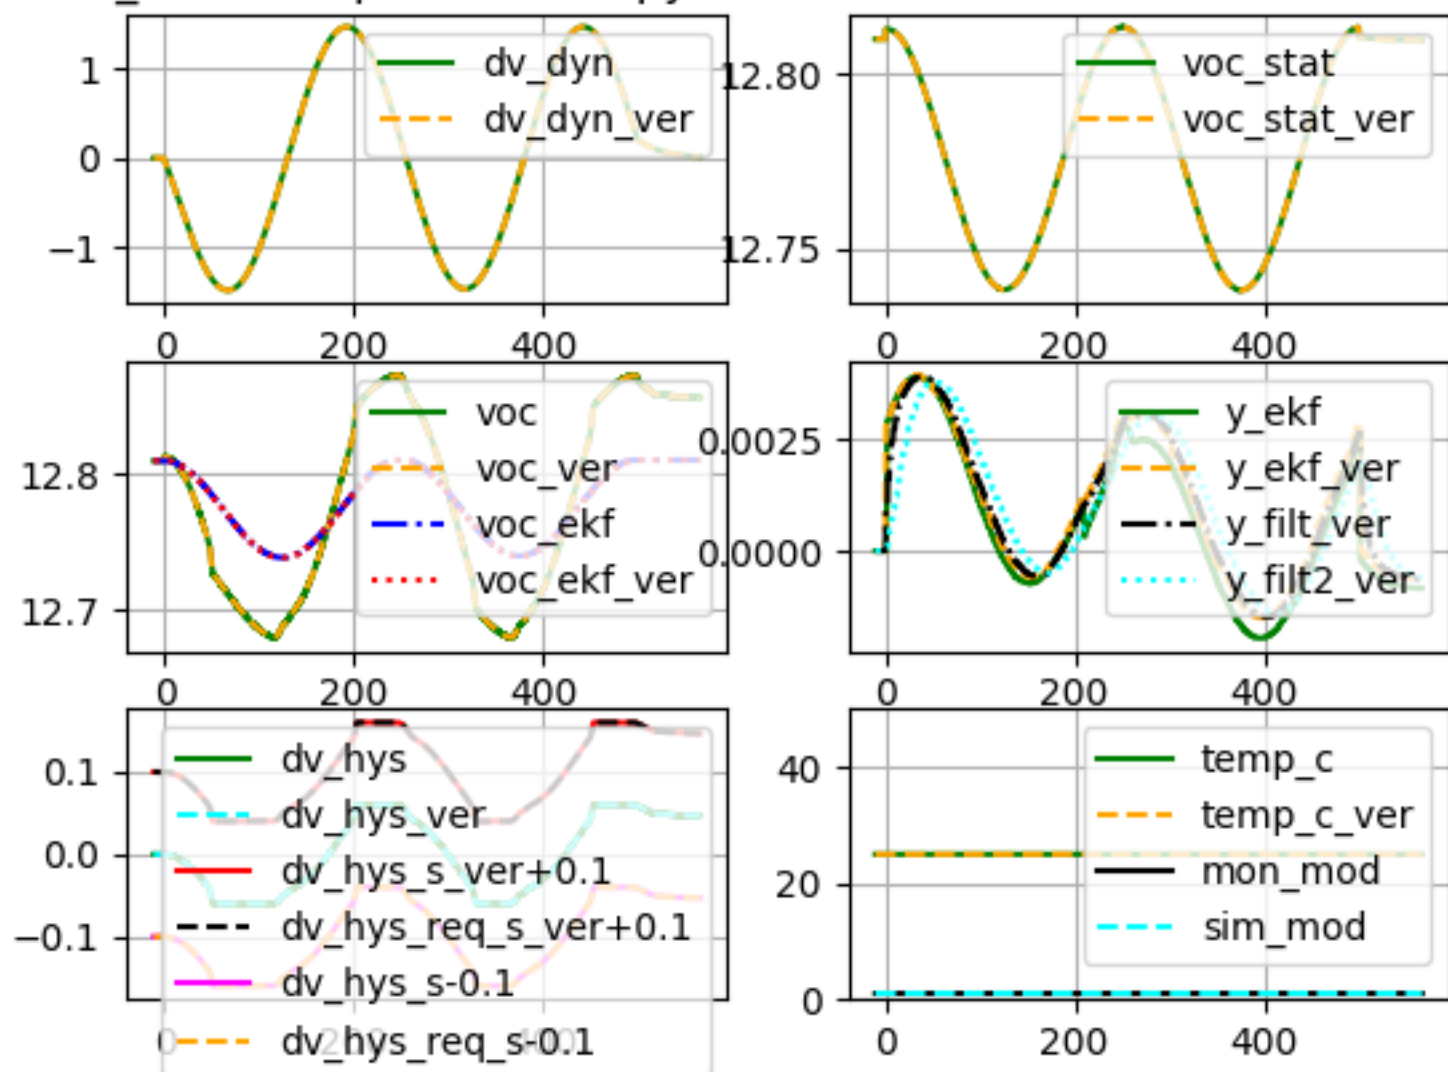 1
0
−1
dv_dyn
dv_dyn_ver
12.80
12.75
voc_stat
voc_stat_ver
0 200 400
0 200 400
12.8
12.7
voc
voc_ver
voc_ekf
voc_ekf_ver
0.0025
0.0000
y_ekf
y_ekf_ver
y_filt_ver
y_filt2_ver
0 200 400
0 200 400
0.1
0.0
−0.1
dv_hys
dv_hys_ver
dv_hys_s_ver+0.1
dv_hys_req_s_ver+0.1
dv_hys_s-0.1
dv_hys_req_s-0.1
40
20
0
temp_c
temp_c_ver
mon_mod
sim_mod
0 200 400
0 200 400